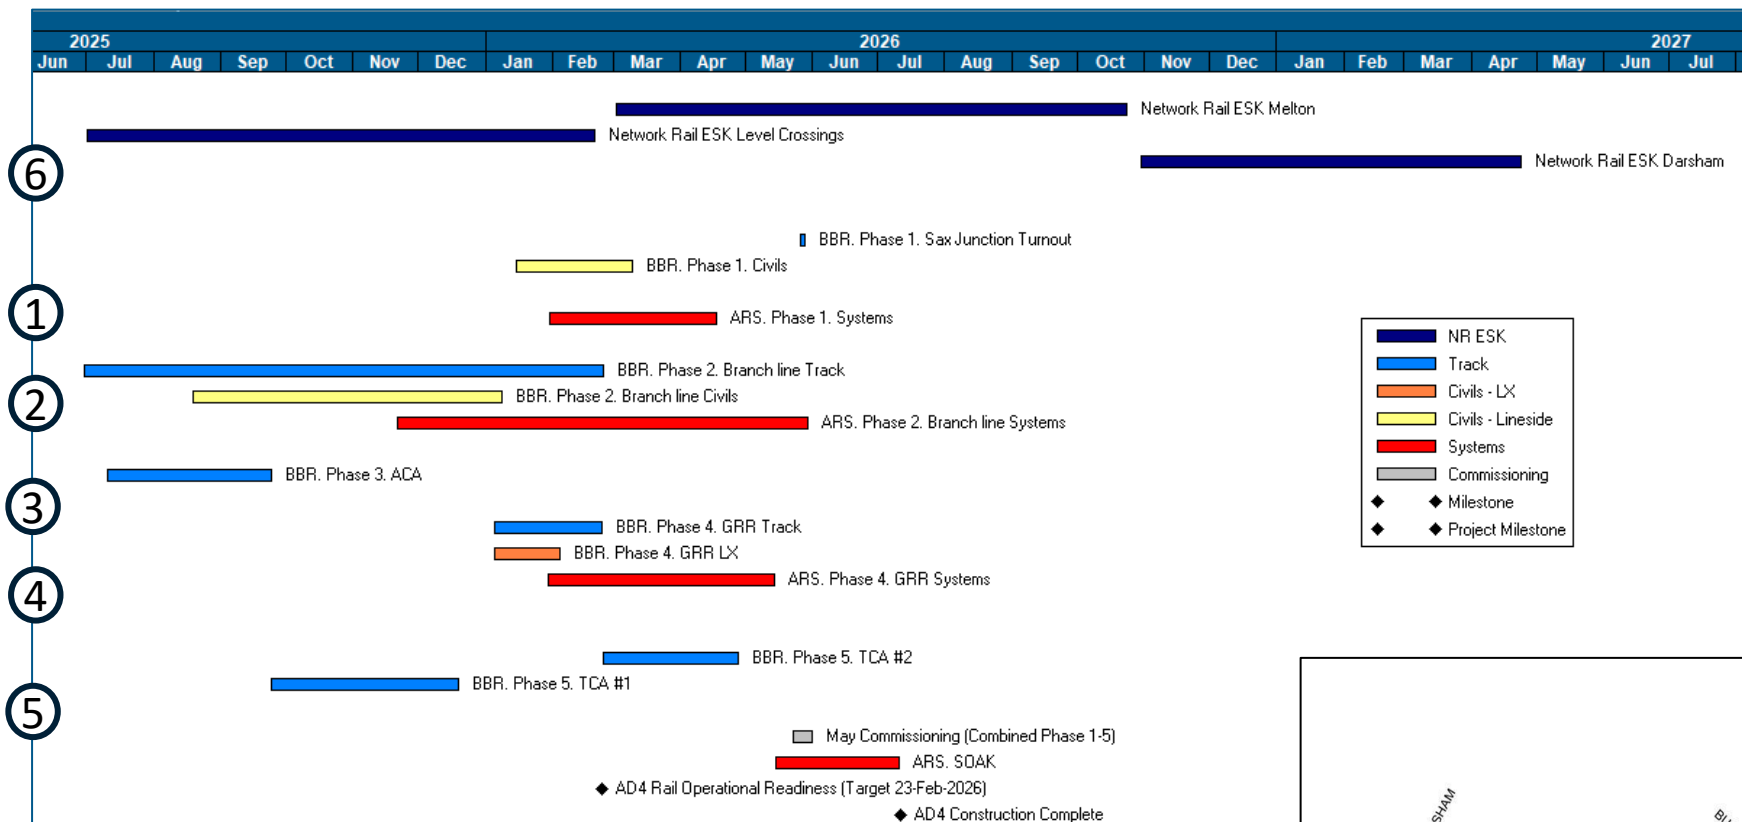 2025 2026 2027
Jun Jul Aug Sep Oct Nov Dec Jan Feb Mar Apr May Jun Jul Aug Sep Oct Nov Dec Jan Feb Mar Apr May Jun Jul
Network Rail ESK Melton
Network Rail ESK Level Crossings
6
Network Rail ESK Darsham
BBR. Phase 1. Sax Junction Turnout
BBR. Phase 1. Civils
1
ARS. Phase 1. Systems
BBR. Phase 2. Branch line Track
2
BBR. Phase 2. Branch line Civils
ARS. Phase 2. Branch line Systems
BBR. Phase 3. ACA
3
BBR. Phase 4. GRR Track
BBR. Phase 4. GRR LX
ARS. Phase 4. GRR Systems
4
BBR. Phase 5. TCA #2
BBR. Phase 5. TCA #1
5
May Commissioning (Combined Phase 1-5)
ARS. SOAK
AD4 Rail Operational Readiness (Target 23-Feb-2026)
AD4 Construction Complete
NR ESK
Track
Civils - LX
Civils - Lineside
Systems
Commissioning
Milestone
Project Milestone